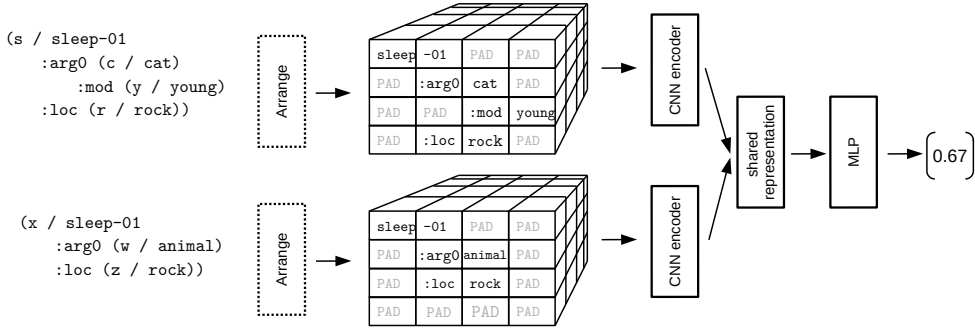 (s / sleep-01
:arg0 (c / cat)
:mod (y / young)
:loc (r / rock))
Arrange
sleep -01 PAD PAD
PAD :arg0 cat PAD
PAD PAD :mod young
PAD :loc rock PAD
CNN encoder
(x / sleep-01
:arg0 (w / animal)
:loc (z / rock))
Arrange
sleep -01 PAD PAD
PAD :arg0 animal PAD
PAD :loc rock PAD
PAD PAD PAD PAD
CNN encoder
shared
representation
MLP
0.67